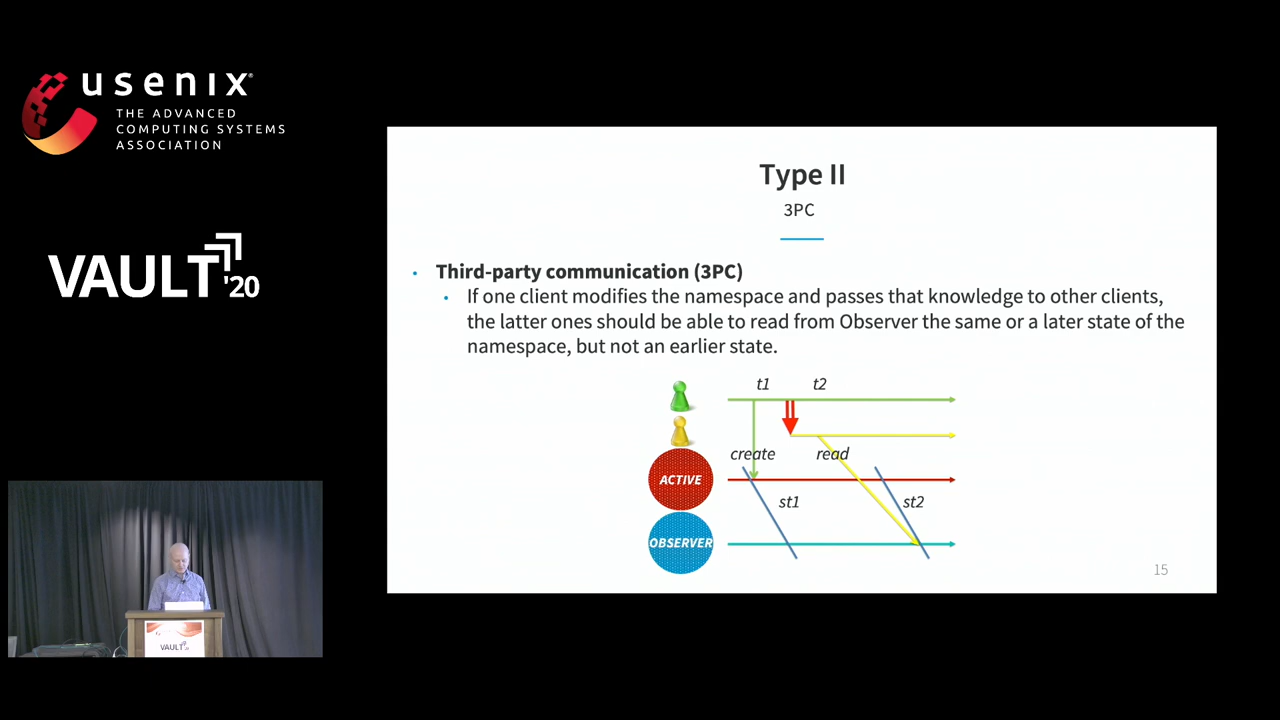 usenix
THE ADVANCED
COMPUTING SYSTEMS
ASSOCIATION
VAULT '20
Type II
3PC
• Third-party communication (3PC)
• If one client modifies the namespace and passes that knowledge to other clients,
the latter ones should be able to read from Observer the same or a later state of the
namespace, but not an earlier state.
t1 t2
create read
ACTIVE
st1 st2
OBSERVER
15
VAULT